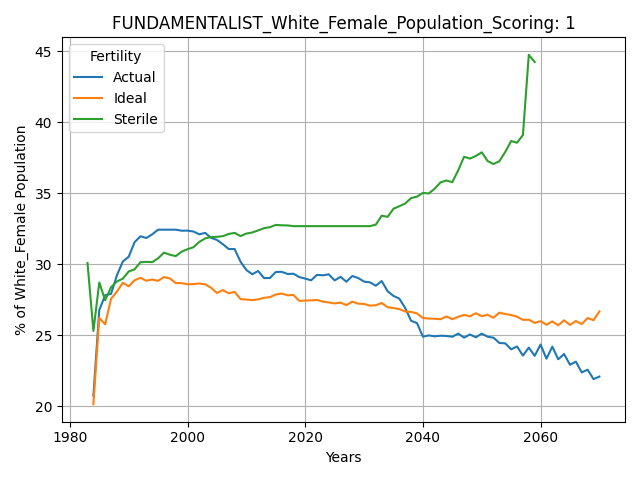 FUNDAMENTALIST_White_Female_Population_Scoring: 1
Fertility
Actual
Ideal
Sterile
% of White_Female Population
45
40
35
30
25
20
1980
2000
2020
2040
2060
Years